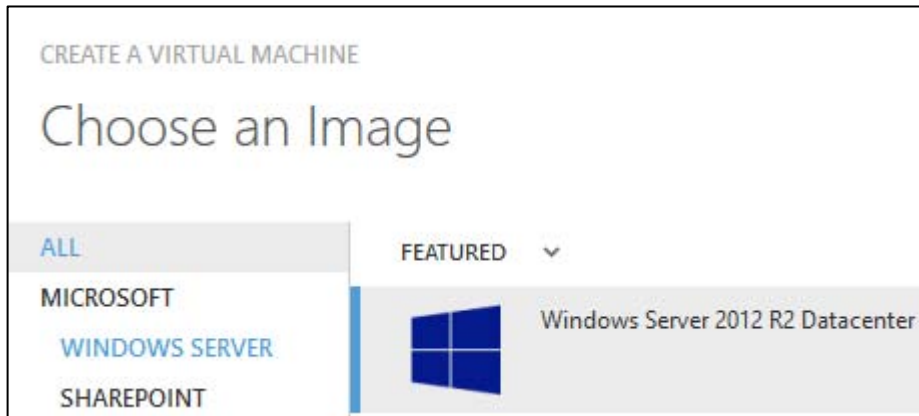 CREATE A VIRTUAL MACHINE
Choose an Image
ALL
MICROSOFT
WINDOWS SERVER
SHAREPOINT
FEATURED
Windows Server 2012 R2 Datacenter